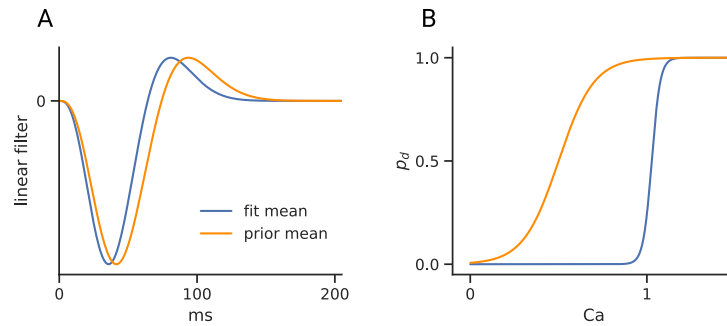 A
B
0
linear filter
fit mean
prior mean
0
100
200
ms
1.0
0.5
0.0
p_d
0
1
Ca